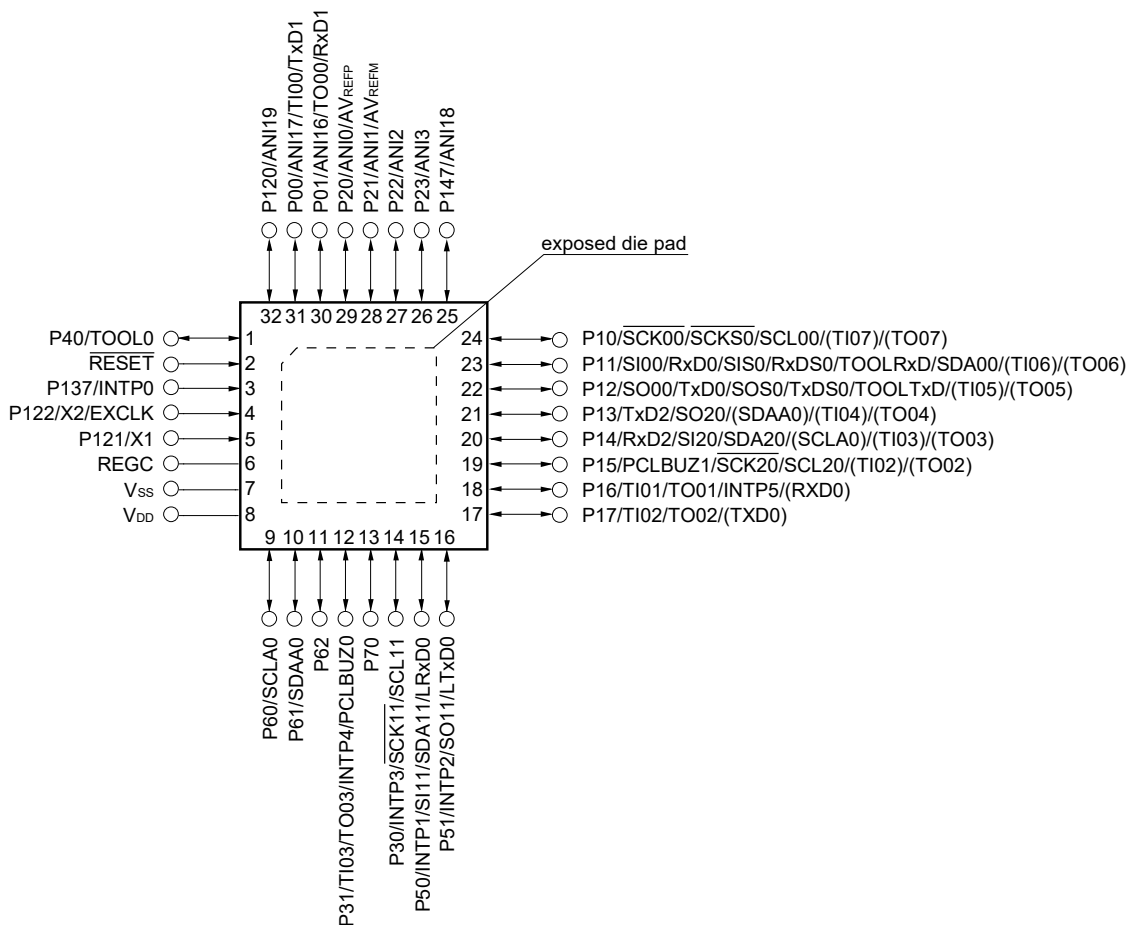 P120/ANI19
P00/ANI17/TI00/TxD1
P01/ANI16/TO00/RxD1
P20/ANI0/AVREFP
P21/ANI1/AVREFM
P22/ANI2
P23/ANI3
P147/ANI18
exposed die pad
32 31 30 29 28 27 26 25
P40/TOOL0 1
RESET 2
P137/INTP0 3
P122/X2/EXCLK 4
P121/X1 5
REGC 6
VSS 7
VDD 8
24 P10/SCK00/SCKS0/SCL00/(TI07)/(TO07)
23 P11/SI00/RxD0/SIS0/RxDS0/TOOLRxD/SDA00/(TI06)/(TO06)
22 P12/SO00/TxD0/SOS0/TxDS0/TOOLTxD/(TI05)/(TO05)
21 P13/TxD2/SO20/(SDAA0)/(TI04)/(TO04)
20 P14/RxD2/SI20/SDA20/(SCLA0)/(TI03)/(TO03)
19 P15/PCLBUZ1/SCK20/SCL20/(TI02)/(TO02)
18 P16/TI01/TO01/INTP5/(RXD0)
17 P17/TI02/TO02/(TXD0)
9 10 11 12 13 14 15 16
P60/SCLA0
P61/SDAA0
P62
P31/TI03/TO03/INTP4/PCLBUZ0
P70
P30/INTP3/SCK11/SCL11
P50/INTP1/SI11/SDA11/LRxD0
P51/INTP2/SO11/LTxD0